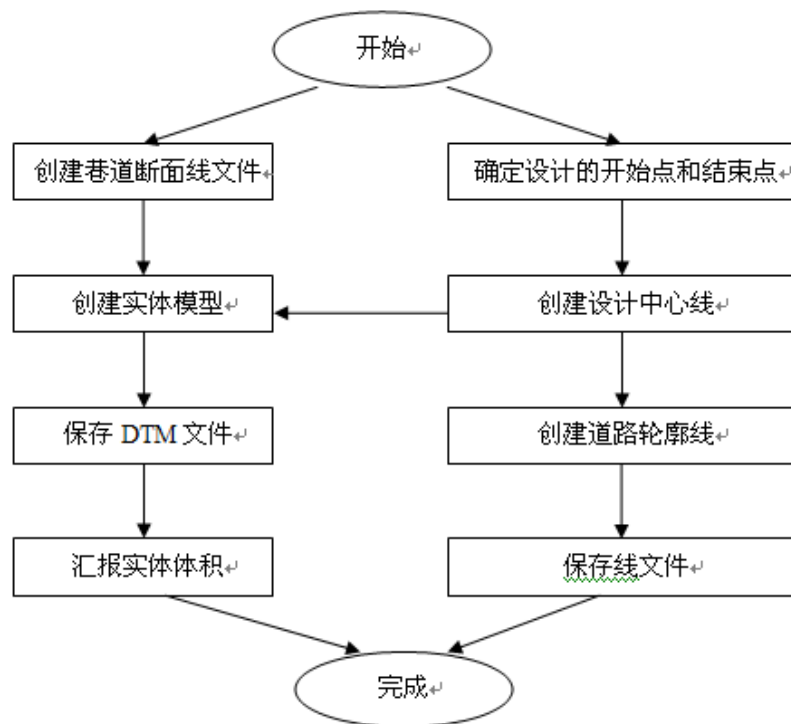 开始
创建巷道断面线文件
确定设计的开始点和结束点
创建实体模型
创建设计中心线
保存 DTM 文件
创建道路轮廓线
汇报实体体积
保存线文件
完成